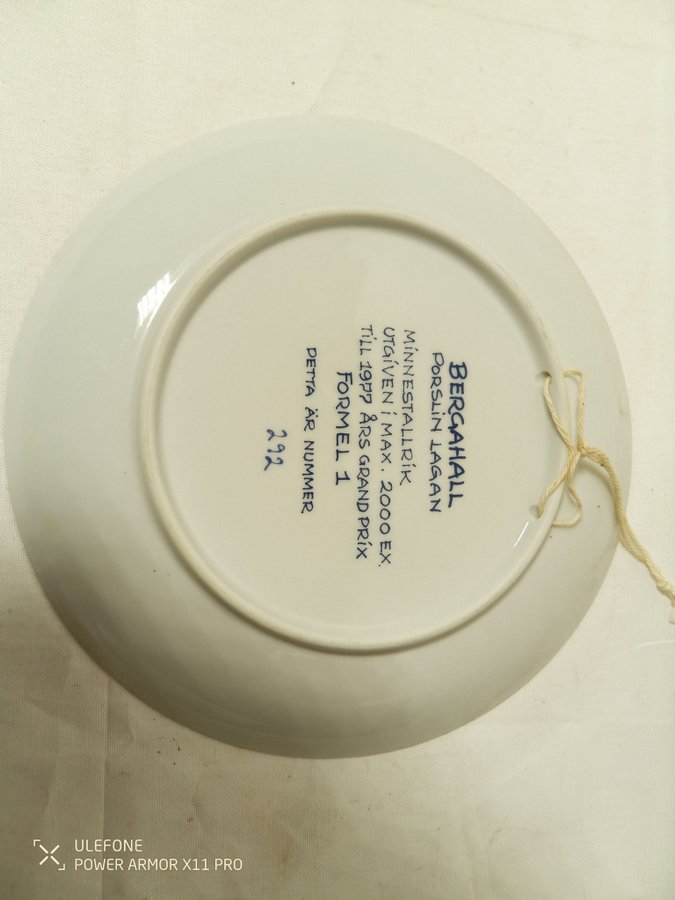 BERGAHALL
PORSLIN LAGAN
MINNESTALLRIK
UTGIVEN I MAX. 2000 EX.
TILL 1977 ÅRS GRAND PRIX
FORMEL 1
DETTA ÄR NUMMER
292
ULEFONE
POWER ARMOR X11 PRO